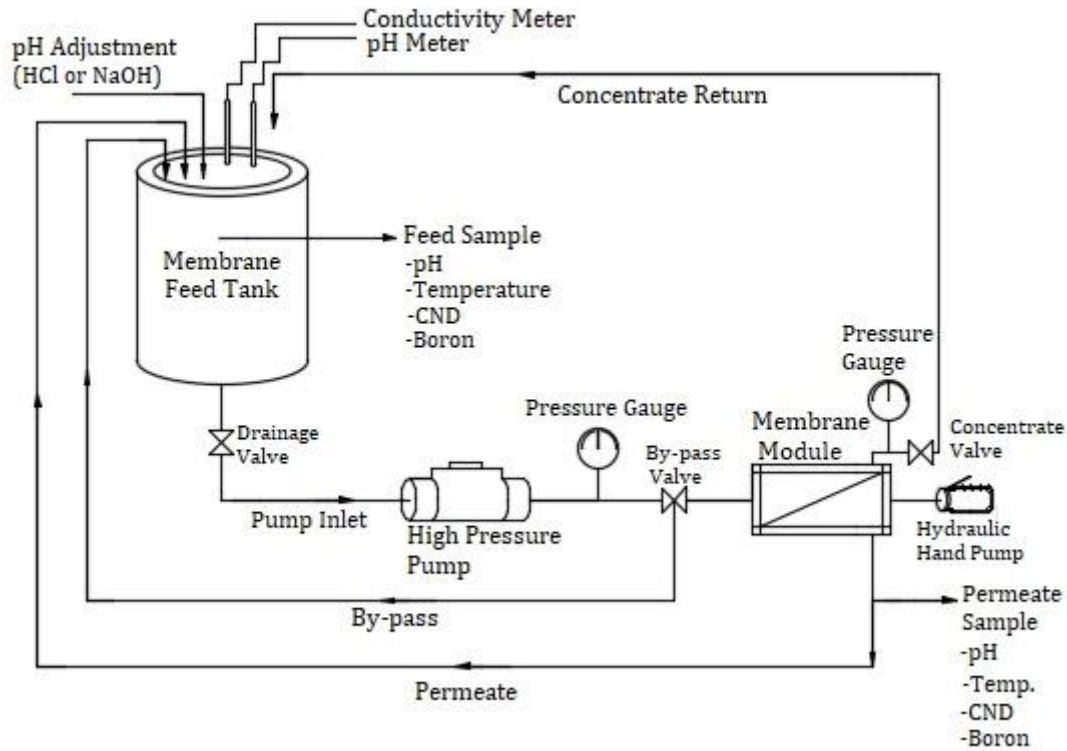 Conductivity Meter
pH Meter
pH Adjustment
(HCl or NaOH)
Concentrate Return
Feed Sample
-pH
-Temperature
-CND
-Boron
Membrane
Feed Tank
Pressure
Gauge
Pressure Gauge
Membrane
Module
Concentrate
Valve
Drainage
Valve
By-pass
Valve
Pump Inlet
High Pressure
Pump
Hydraulic
Hand Pump
By-pass
Permeate
Sample
-pH
-Temp.
-CND
-Boron
Permeate